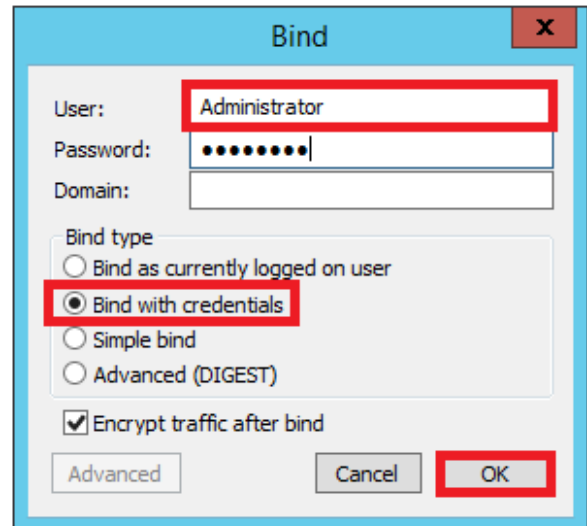 Bind
x
User: Administrator
Password: ●●●●●●●●
Domain:
Bind type
Bind as currently logged on user
Bind with credentials
Simple bind
Advanced (DIGEST)
Encrypt traffic after bind
Advanced Cancel OK